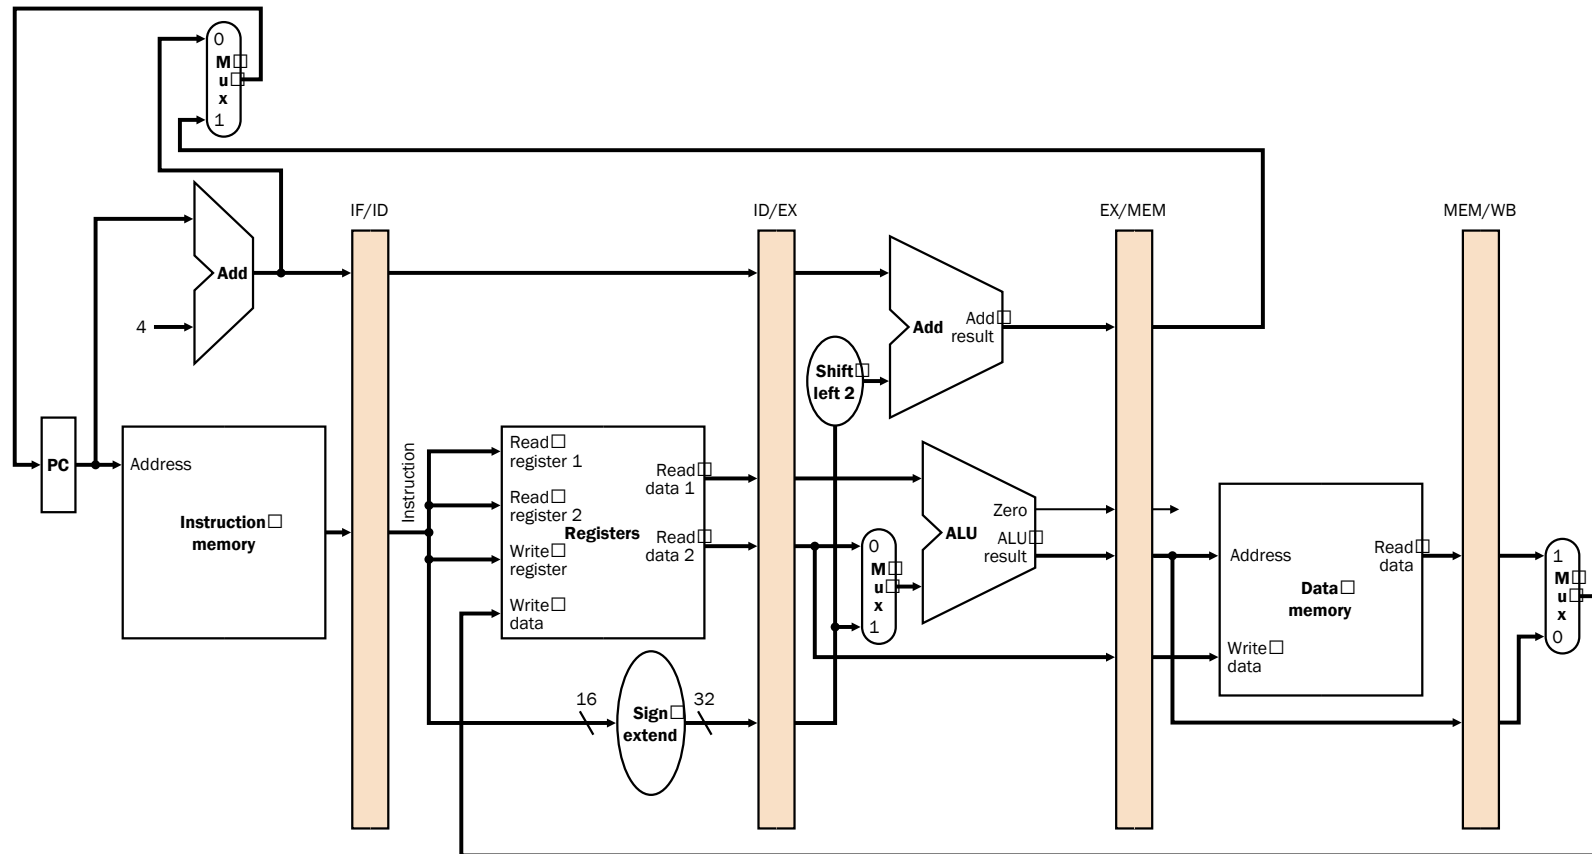 0
M
u
x
1
IF/ID
ID/EX
EX/MEM
MEM/WB
Add
4
Add
Add
result
Shift
left 2
PC
Address
Instruction
memory
Instruction
Read
register 1
Read
register 2
Write
register
Write
data
Registers
Read
data 1
Read
data 2
16
Sign
extend
32
0
M
u
x
1
ALU
Zero
ALU
result
Address
Data
memory
Write
data
Read
data
1
M
u
x
0